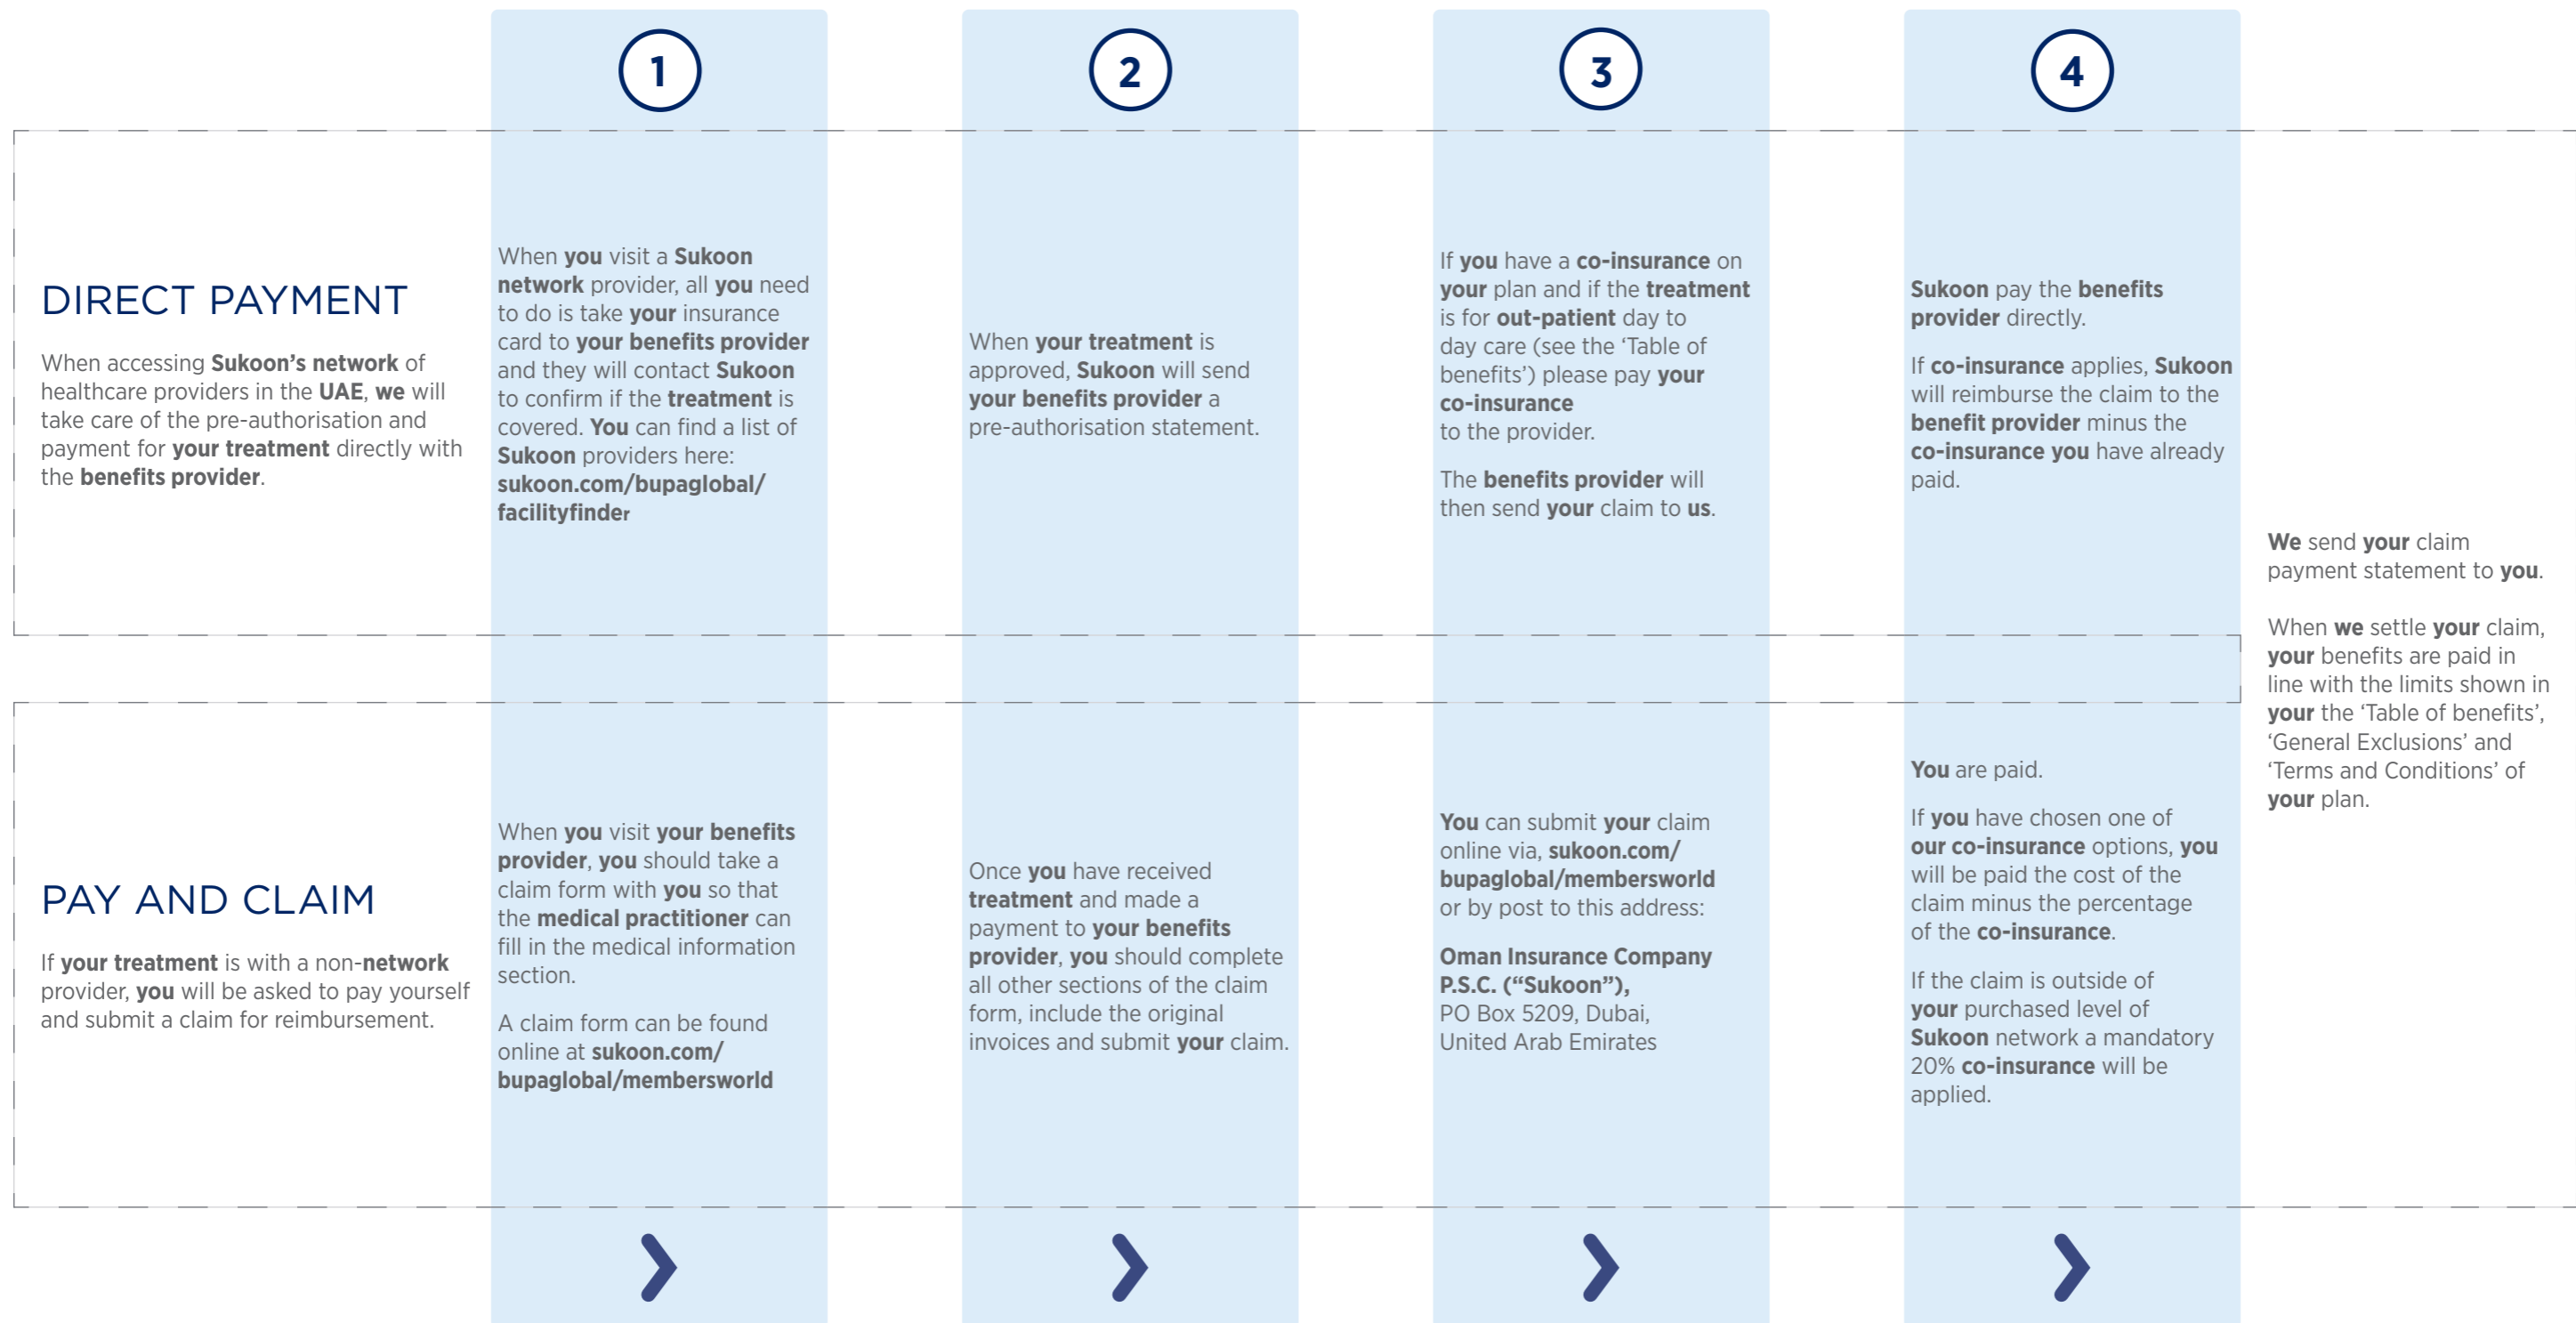 1
2
3
4
DIRECT PAYMENT
When accessing Sukoon's network of
healthcare providers in the UAE, we will
take care of the pre-authorisation and
payment for your treatment directly with
the benefits provider.
When you visit a Sukoon
network provider, all you need
to do is take your insurance
card to your benefits provider
and they will contact Sukoon
to confirm if the treatment is
covered. You can find a list of
Sukoon providers here:
sukoon.com/bupaglobal/
facilityfinder
When your treatment is
approved, Sukoon will send
your benefits provider a
pre-authorisation statement.
If you have a co-insurance on
your plan and if the treatment
is for out-patient day to
day care (see the ‘Table of
benefits’) please pay your
co-insurance
to the provider.
The benefits provider will
then send your claim to us.
Sukoon pay the benefits
provider directly.
If co-insurance applies, Sukoon
will reimburse the claim to the
benefit provider minus the
co-insurance you have already
paid.
PAY AND CLAIM
If your treatment is with a non-network
provider, you will be asked to pay yourself
and submit a claim for reimbursement.
When you visit your benefits
provider, you should take a
claim form with you so that
the medical practitioner can
fill in the medical information
section.
A claim form can be found
online at sukoon.com/
bupaglobal/membersworld
Once you have received
treatment and made a
payment to your benefits
provider, you should complete
all other sections of the claim
form, include the original
invoices and submit your claim.
You can submit your claim
online via, sukoon.com/
bupaglobal/membersworld
or by post to this address:
Oman Insurance Company
P.S.C. (“Sukoon”),
PO Box 5209, Dubai,
United Arab Emirates
You are paid.
If you have chosen one of
our co-insurance options, you
will be paid the cost of the
claim minus the percentage
of the co-insurance.
If the claim is outside of
your purchased level of
Sukoon network a mandatory
20% co-insurance will be
applied.
We send your claim
payment statement to you.
When we settle your claim,
your benefits are paid in
line with the limits shown in
your the ‘Table of benefits’,
‘General Exclusions’ and
‘Terms and Conditions’ of
your plan.